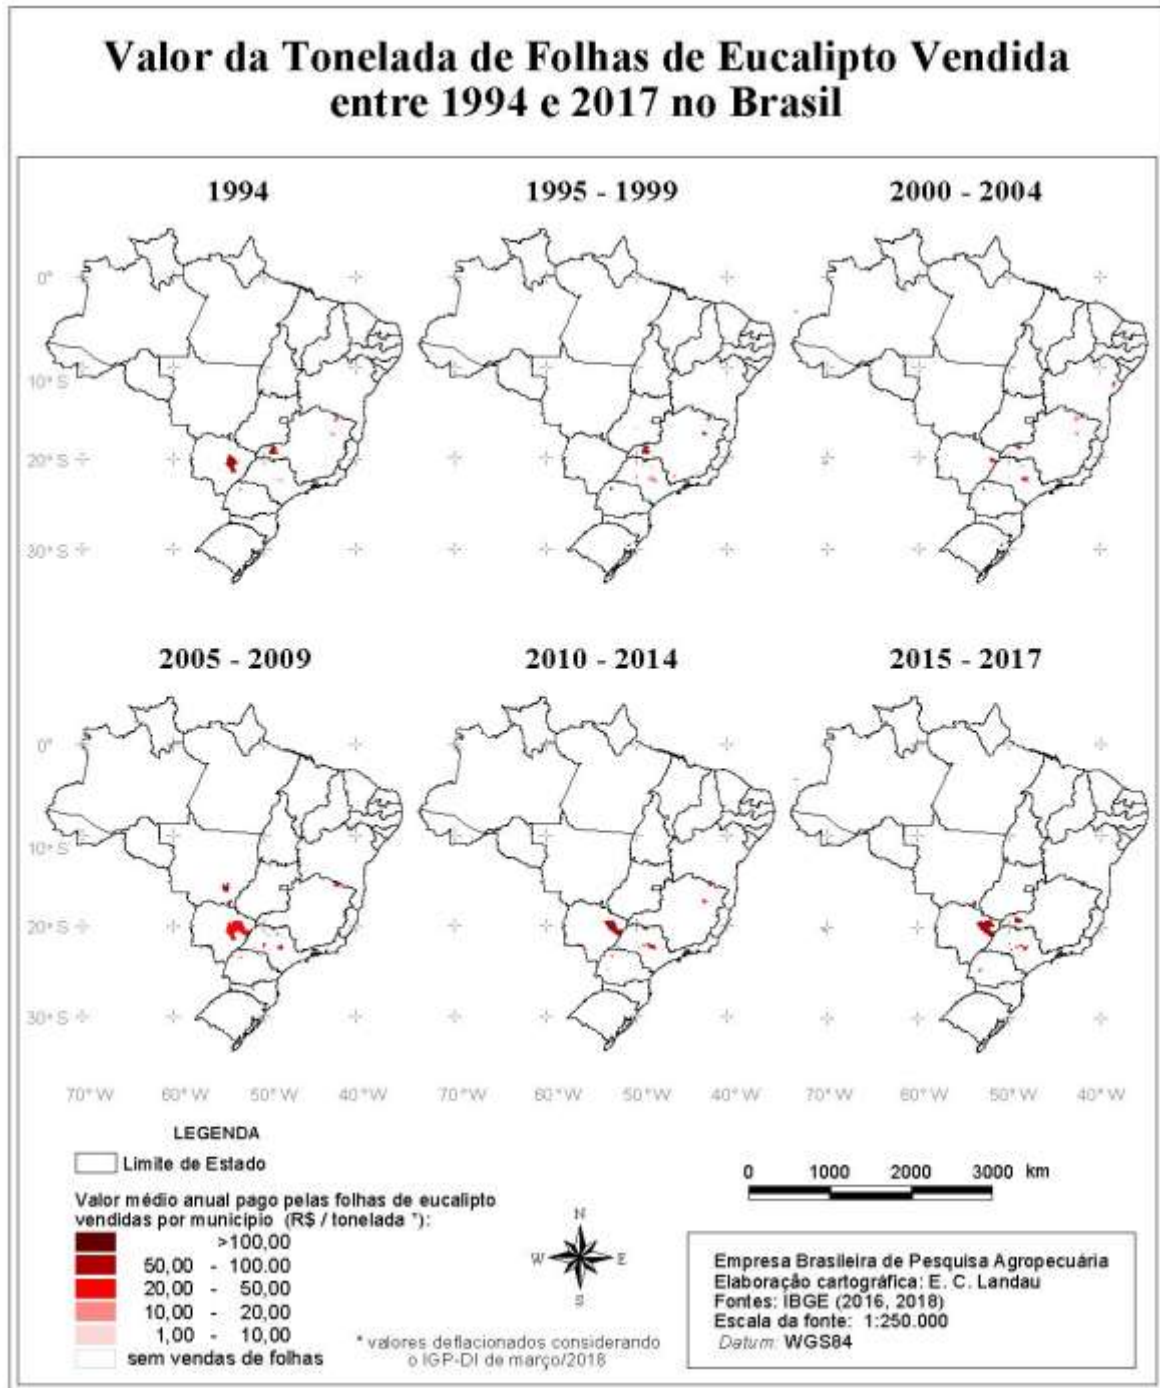 Valor da Tonelada de Folhas de Eucalipto Vendida
entre 1994 e 2017 no Brasil
1994
1995 - 1999
2000 - 2004
0°
10° S
20° S
30° S
2005 - 2009
2010 - 2014
2015 - 2017
0°
10° S
20° S
30° S
70° W 60° W 50° W 40° W
70° W 60° W 50° W 40° W
70° W 60° W 50° W 40° W
LEGENDA
Limite de Estado
Valor médio anual pago pelas folhas de eucalipto
vendidas por município (R$ / tonelada *):
>100,00
50,00 - 100.00
20,00 - 50,00
10,00 - 20,00
1,00 - 10,00
sem vendas de folhas
N
W E
S
* valores deflacionados considerando
o IGP-DI de março/2018
0 1000 2000 3000 km
Empresa Brasileira de Pesquisa Agropecuária
Elaboração cartográfica: E. C. Landau
Fontes: IBGE (2016, 2018)
Escala da fonte: 1:250.000
Datum: WGS84